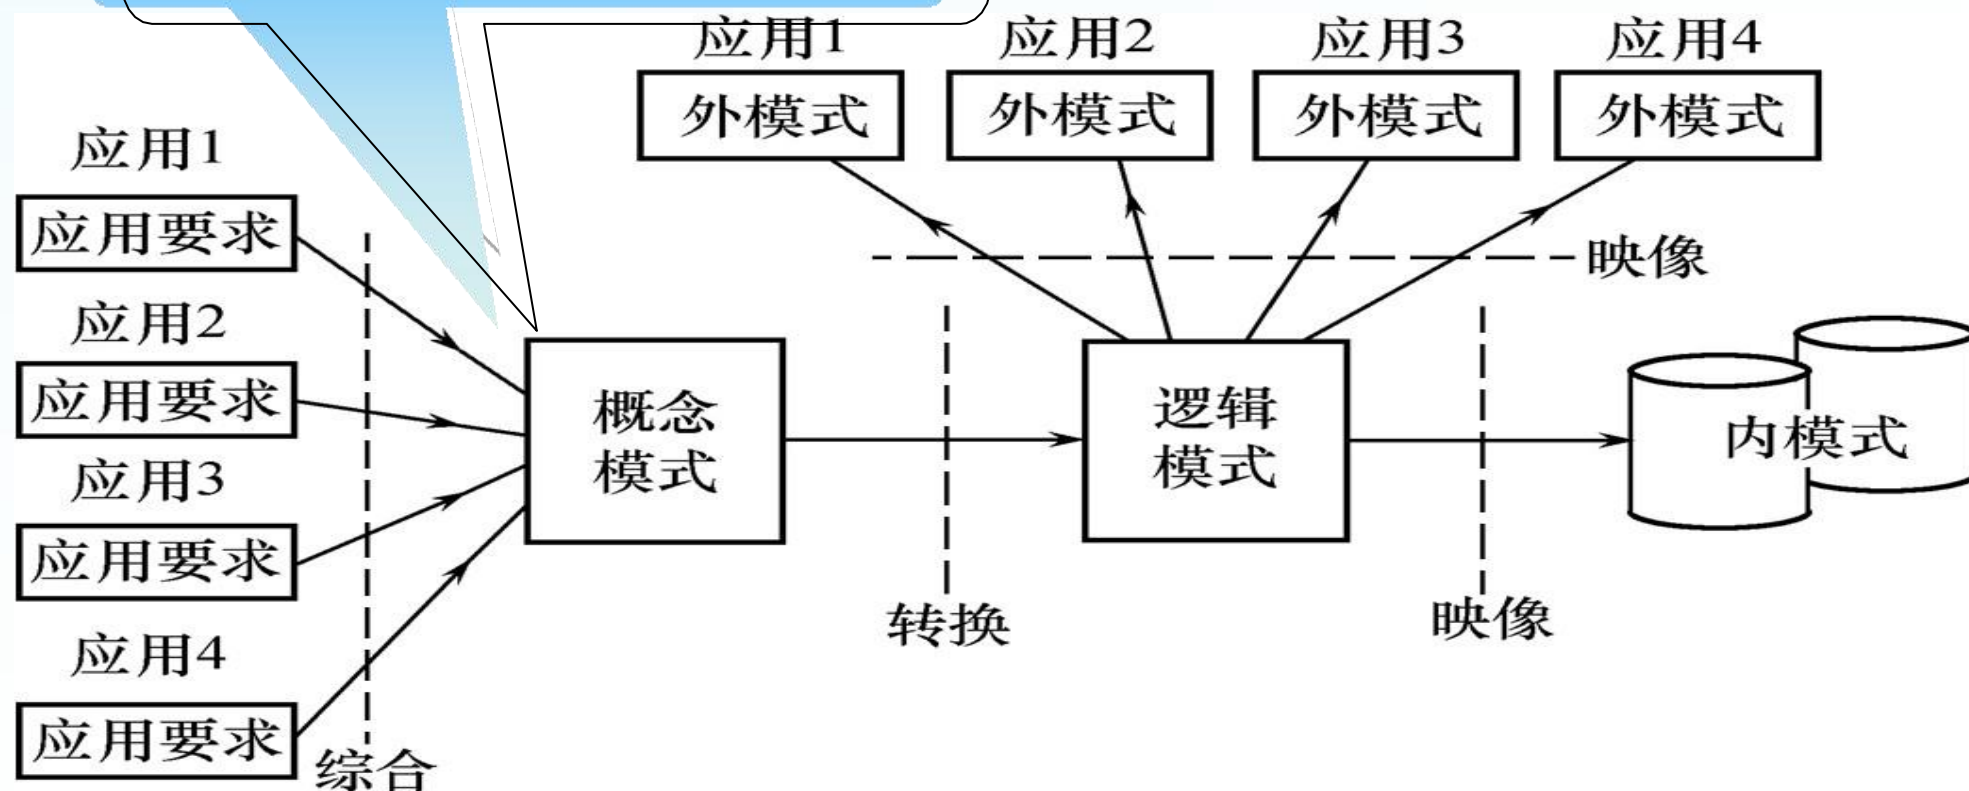 应用1
应用2
应用3
应用4
外模式
外模式
外模式
外模式
映像
应用1
应用要求
应用2
应用要求
应用3
应用要求
应用4
应用要求
综合
概念
模式
转换
逻辑
模式
映像
内模式